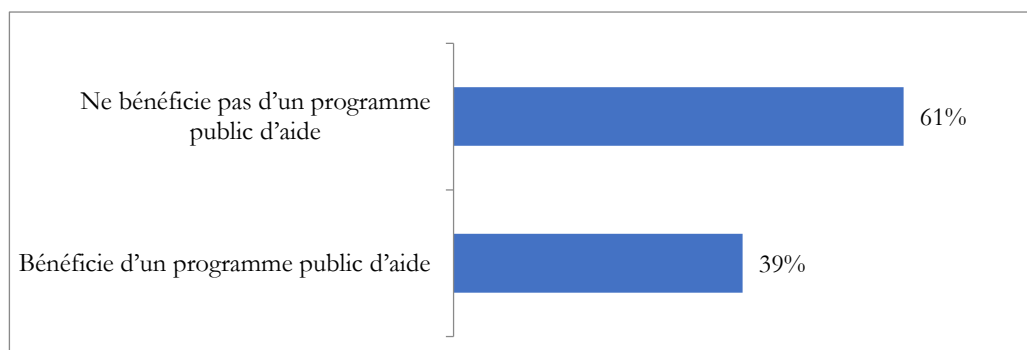 Ne bénéficie pas d’un programme
public d’aide
61%
Bénéficie d’un programme public d’aide
39%